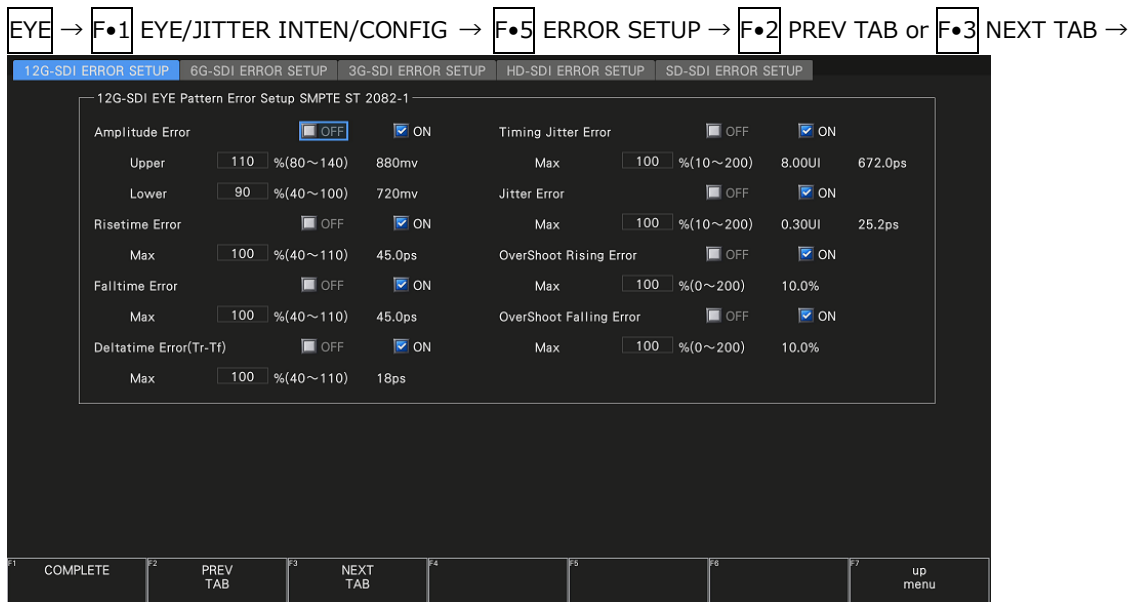 EYE → F•1 EYE/JITTER INTEN/CONFIG → F•5 ERROR SETUP → F•2 PREV TAB or F•3 NEXT TAB →
12G-SDI ERROR SETUP 6G-SDI ERROR SETUP 3G-SDI ERROR SETUP HD-SDI ERROR SETUP SD-SDI ERROR SETUP
12G-SDI EYE Pattern Error Setup SMPTE ST 2082-1
Amplitude Error OFF ON
Upper 110 %(80～140) 880mv
Lower 90 %(40～100) 720mv
Risetime Error OFF ON
Max 100 %(40～110) 45.0ps
Falltime Error OFF ON
Max 100 %(40～110) 45.0ps
Deltatime Error(Tr-Tf) OFF ON
Max 100 %(40～110) 18ps
Timing Jitter Error OFF ON
Max 100 %(10～200) 8.00UI 672.0ps
Jitter Error OFF ON
Max 100 %(10～200) 0.30UI 25.2ps
OverShoot Rising Error OFF ON
Max 100 %(0～200) 10.0%
OverShoot Falling Error OFF ON
Max 100 %(0～200) 10.0%
F1 COMPLETE
F2 PREV
TAB
F3 NEXT
TAB
F4
F5
F6
F7 up
menu